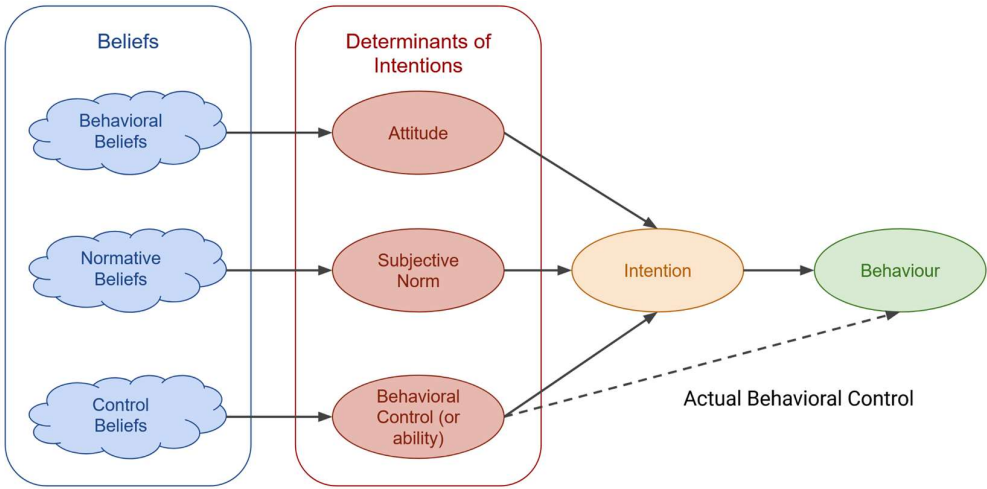 Beliefs
Determinants of
Intentions
Behavioral
Beliefs
Attitude
Normative
Beliefs
Subjective
Norm
Intention
Behaviour
Control
Beliefs
Behavioral
Control (or
ability)
Actual Behavioral Control